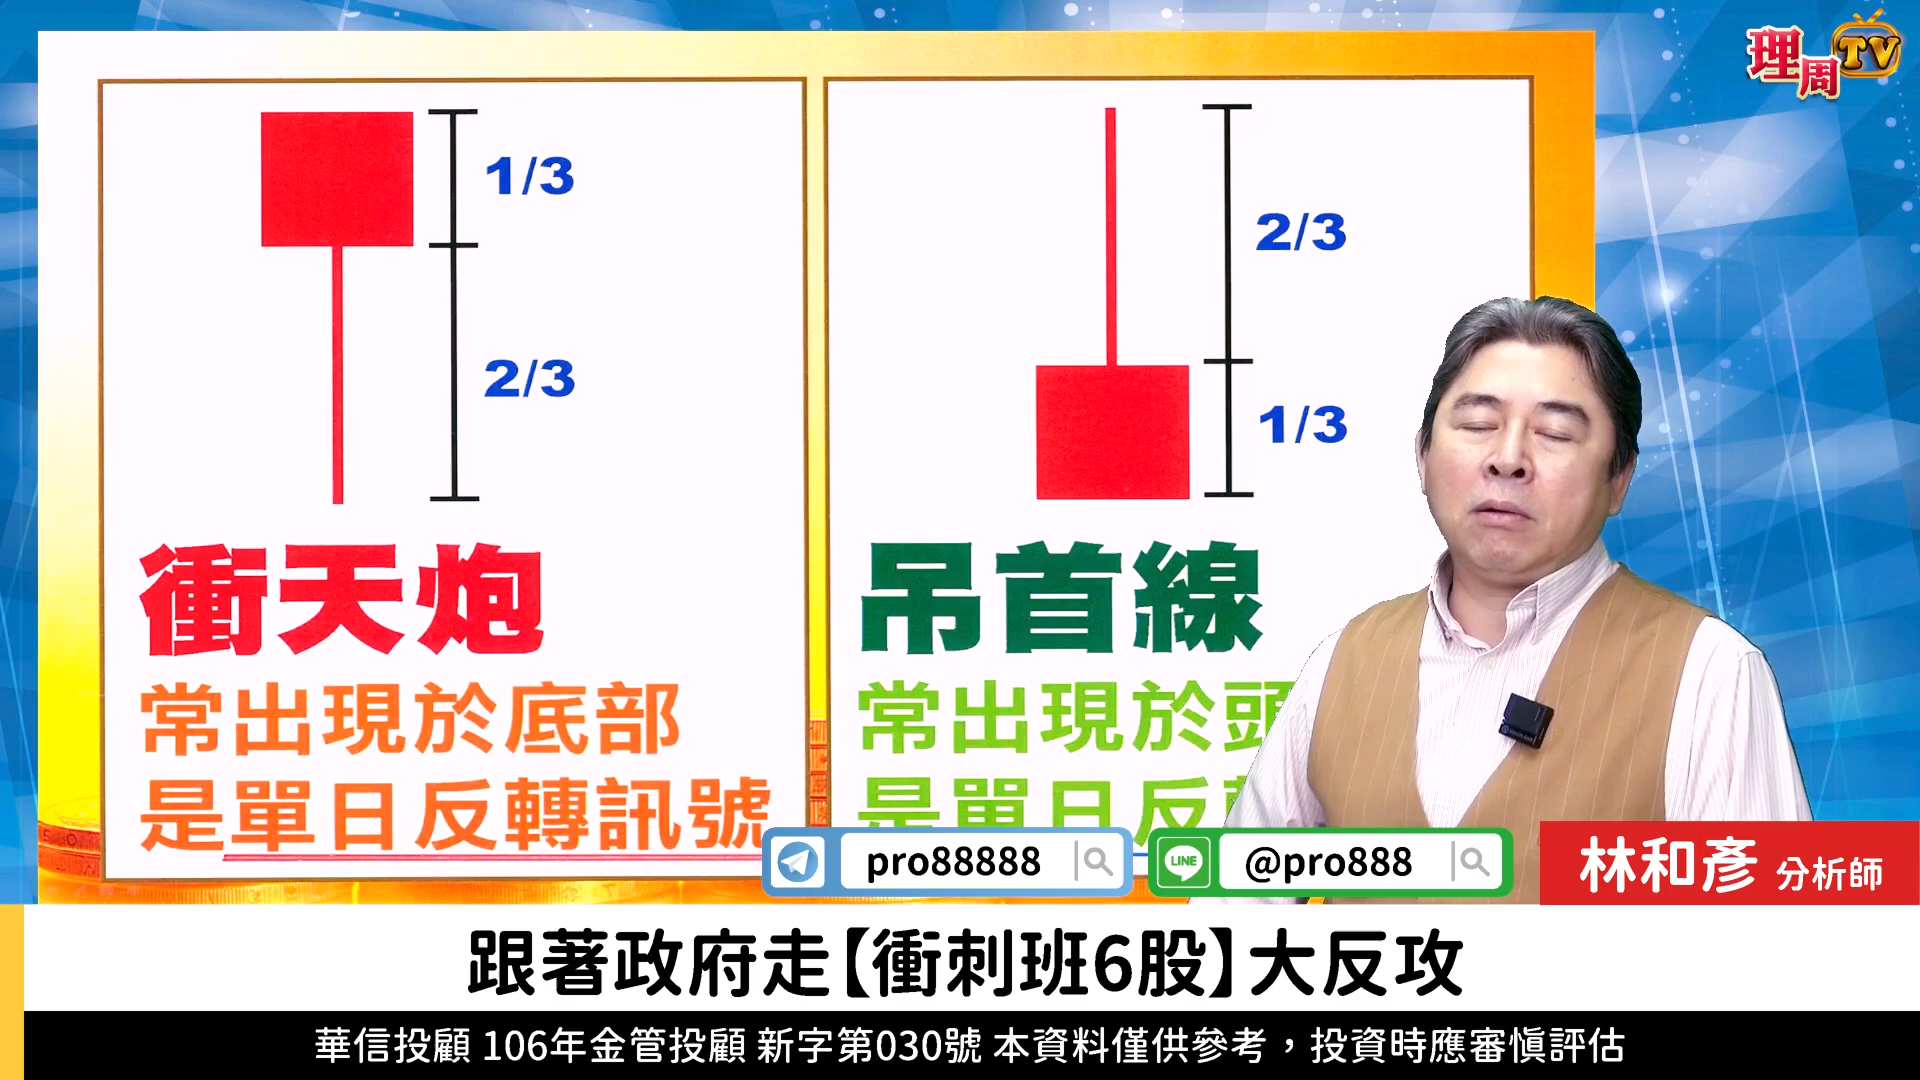 理周TV
1/3
2/3
衝天炮
常出現於底部
是單日反轉訊號
2/3
1/3
吊首線
常出現於頭
是單日反
pro88888
LINE
@pro888
林和彥 分析師
跟著政府走【衝刺班6股】大反攻
華信投顧 106年金管投顧 新字第030號 本資料僅供參考，投資時應審慎評估